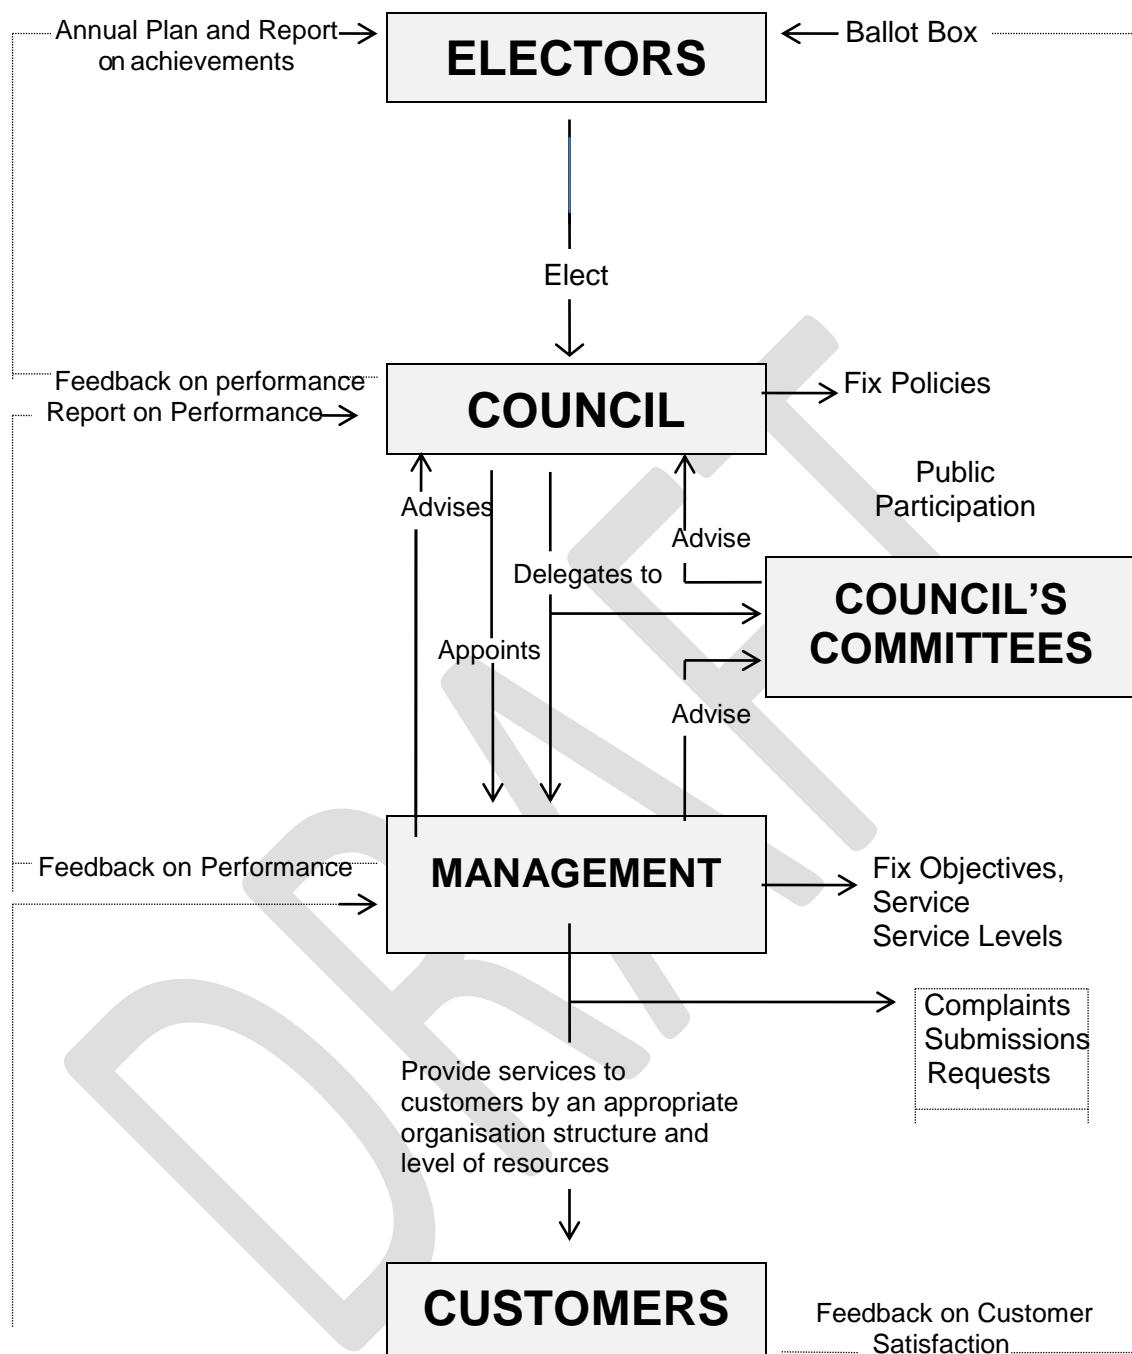 Annual Plan and Report
on achievements
ELECTORS
Ballot Box
Elect
Feedback on performance
Report on Performance
COUNCIL
Fix Policies
Public
Participation
Advises
Advise
Delegates to
COUNCIL'S
COMMITTEES
Appoints
Advise
Feedback on Performance
MANAGEMENT
Fix Objectives,
Service
Service Levels
Complaints
Submissions
Requests
Provide services to
customers by an appropriate
organisation structure and
level of resources
CUSTOMERS
Feedback on Customer
Satisfaction
DRAFT